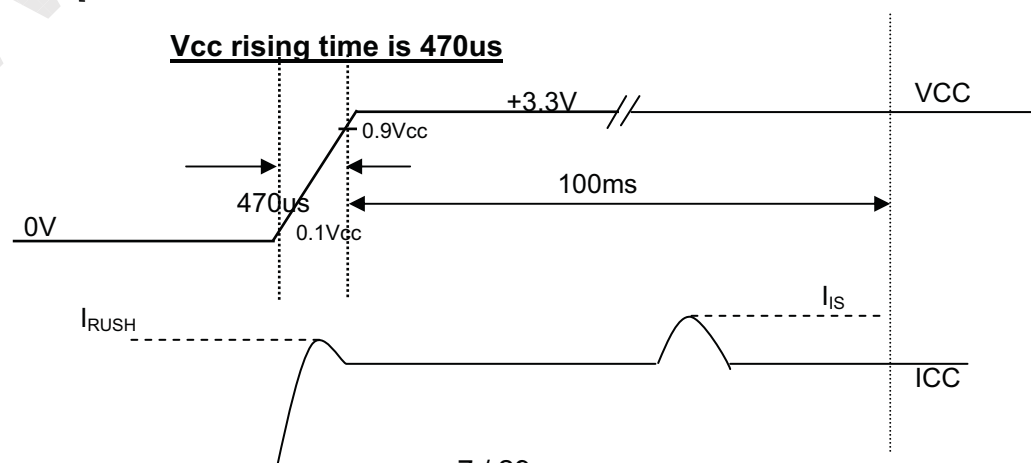 Vcc rising time is 470us
+3.3V
VCC
0.9Vcc
100ms
470us
0V
0.1Vcc
IIS
IRUSH
ICC